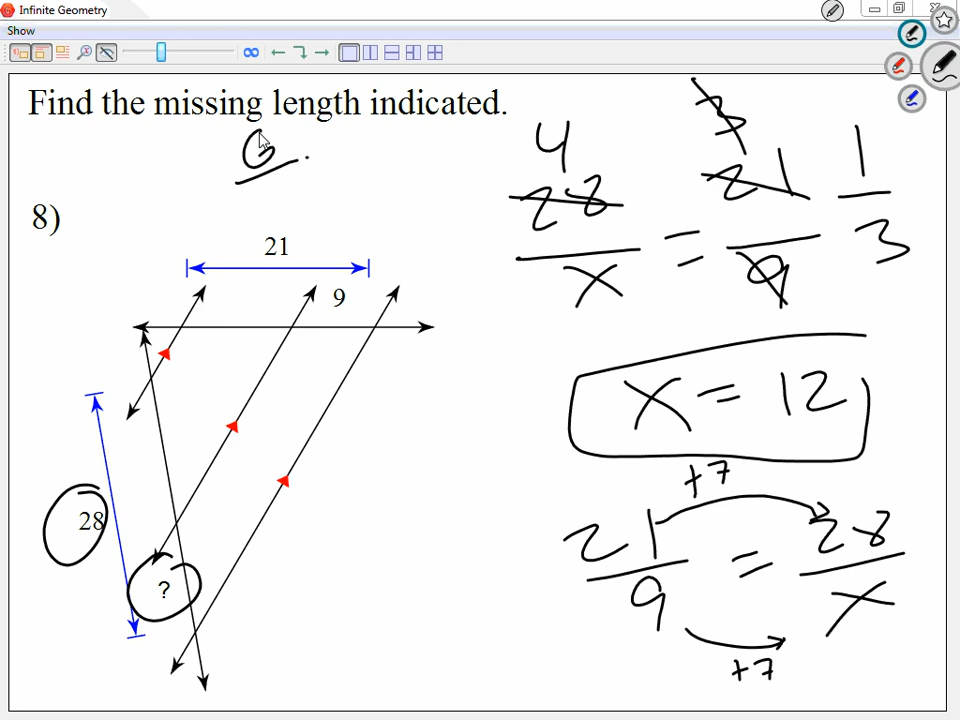 Infinite Geometry
Show
Find the missing length indicated.
8)
21
9
28
?
4 7 1
28 21
= 3
x 9
x = 12
+7
21 = 28
9 x
+7